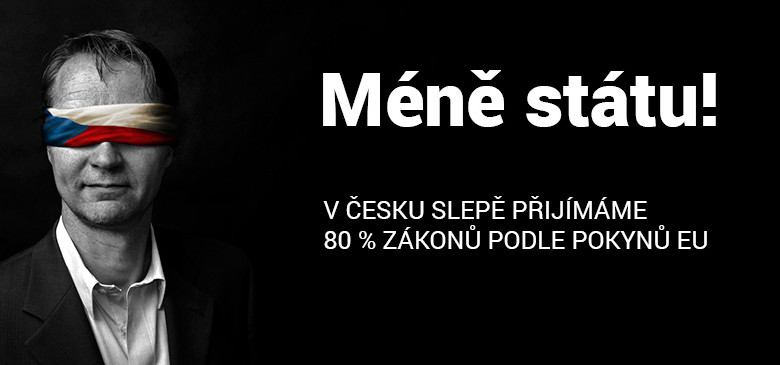 Méně státu!
V ČESKU SLEPĚ PŘIJÍMÁME
80 % ZÁKONŮ PODLE POKYNŮ EU